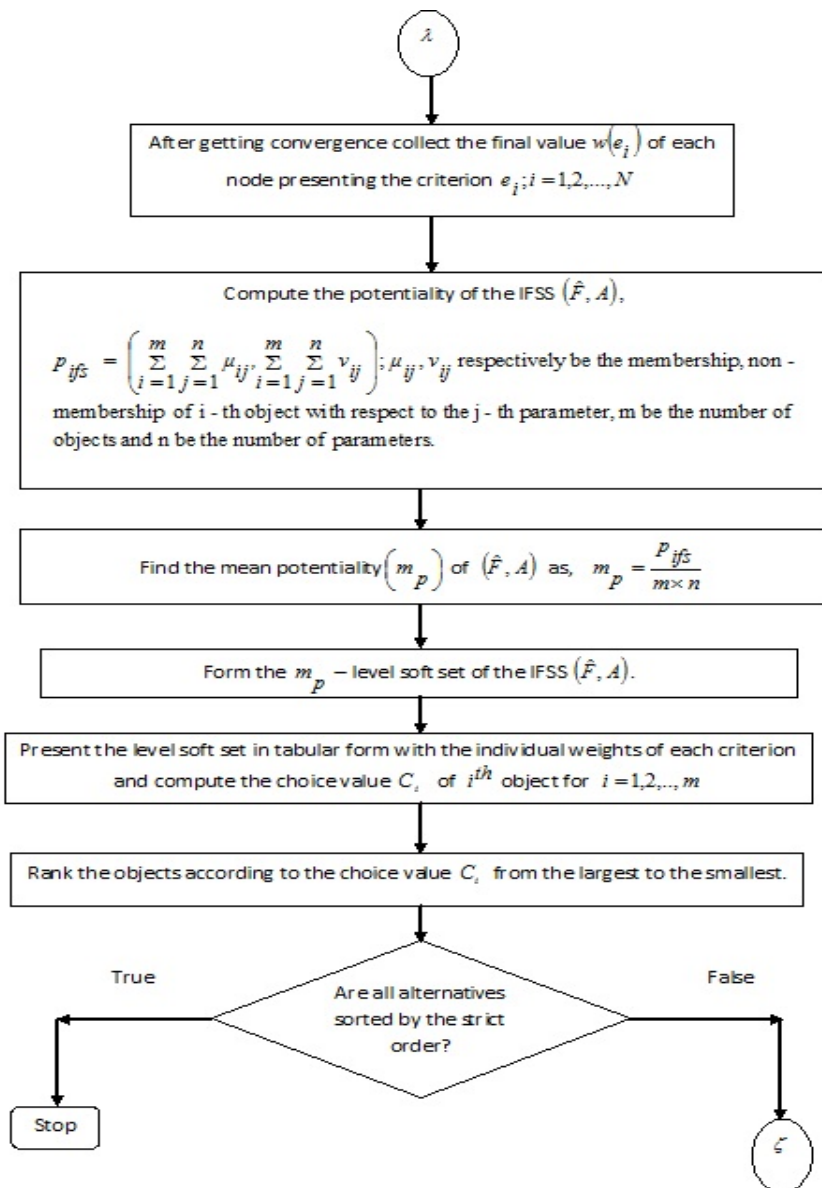 λ
After getting convergence collect the final value w(e_i) of each
node presenting the criterion e_i; i = 1,2,..., N
Compute the potentiality of the IFSS (F̂, A),
p_ifs = (Σ_{i=1}^{m} Σ_{j=1}^{n} μ_ij, Σ_{i=1}^{m} Σ_{j=1}^{n} ν_ij); μ_ij, ν_ij respectively be the membership, non -
membership of i - th object with respect to the j - th parameter, m be the number of
objects and n be the number of parameters.
Find the mean potentiality (m_p) of (F̂, A) as, m_p = p_ifs / m × n
Form the m_p – level soft set of the IFSS (F̂, A).
Present the level soft set in tabular form with the individual weights of each criterion
and compute the choice value C_i of i^th object for i = 1,2,.., m
Rank the objects according to the choice value C_i from the largest to the smallest.
True
False
Are all alternatives
sorted by the strict
order?
Stop
ζ